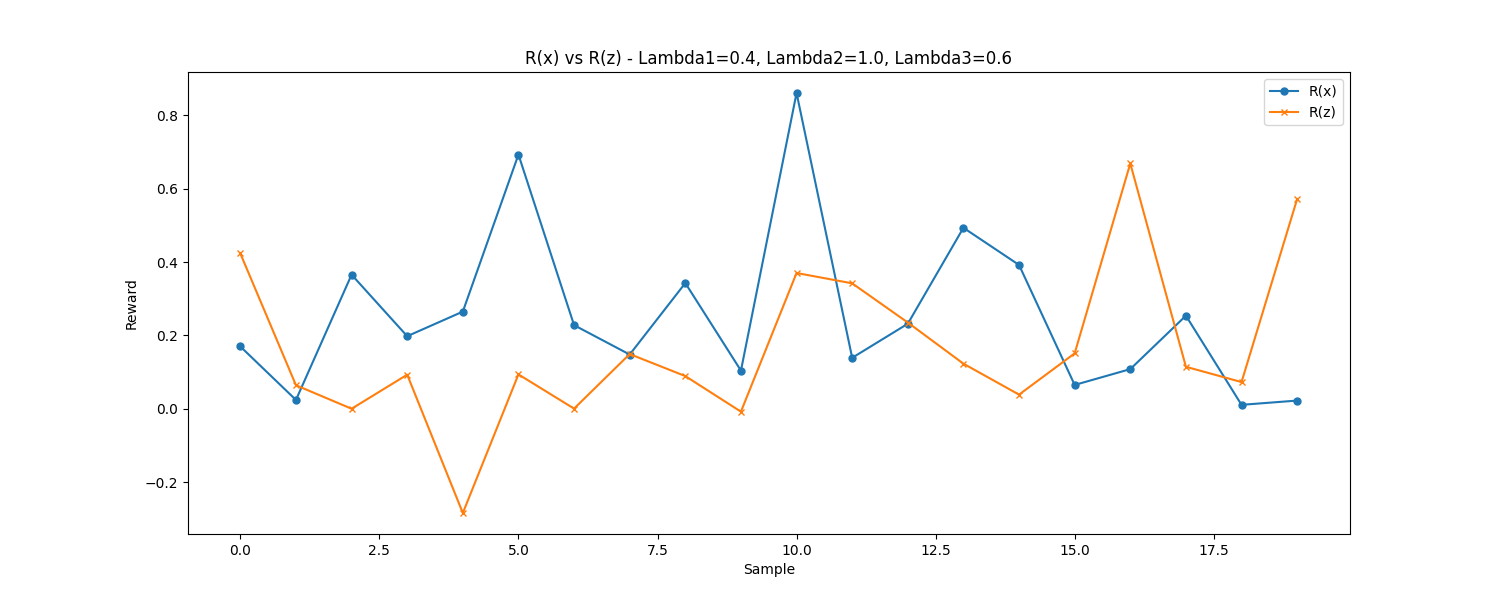 R(x) vs R(z) - Lambda1=0.4, Lambda2=1.0, Lambda3=0.6
R(x)
R(z)
0.8
0.6
0.4
0.2
0.0
−0.2
Reward
0.0 2.5 5.0 7.5 10.0 12.5 15.0 17.5
Sample